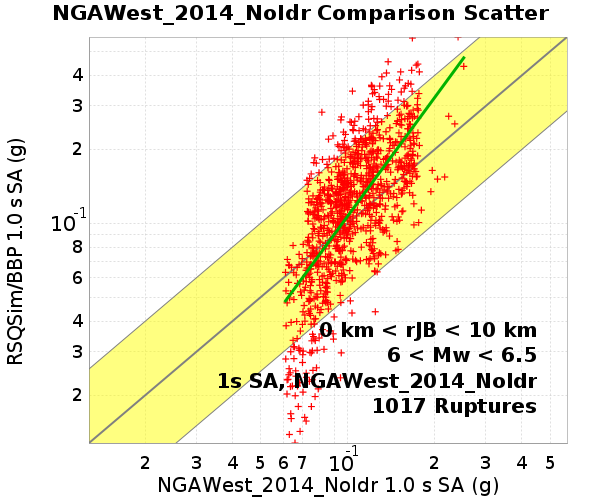 NGAWest_2014_NoIdr Comparison Scatter
RSQSim/BBP 1.0 s SA (g)
4
3
2
10-1
8
6
4
3
2
0 km < rJB < 10 km
6 < Mw < 6.5
1s SA, NGAWest_2014_NoIdr
1017 Ruptures
2 3 4 5 6 7 10-1 2 3 4 5
NGAWest_2014_NoIdr 1.0 s SA (g)